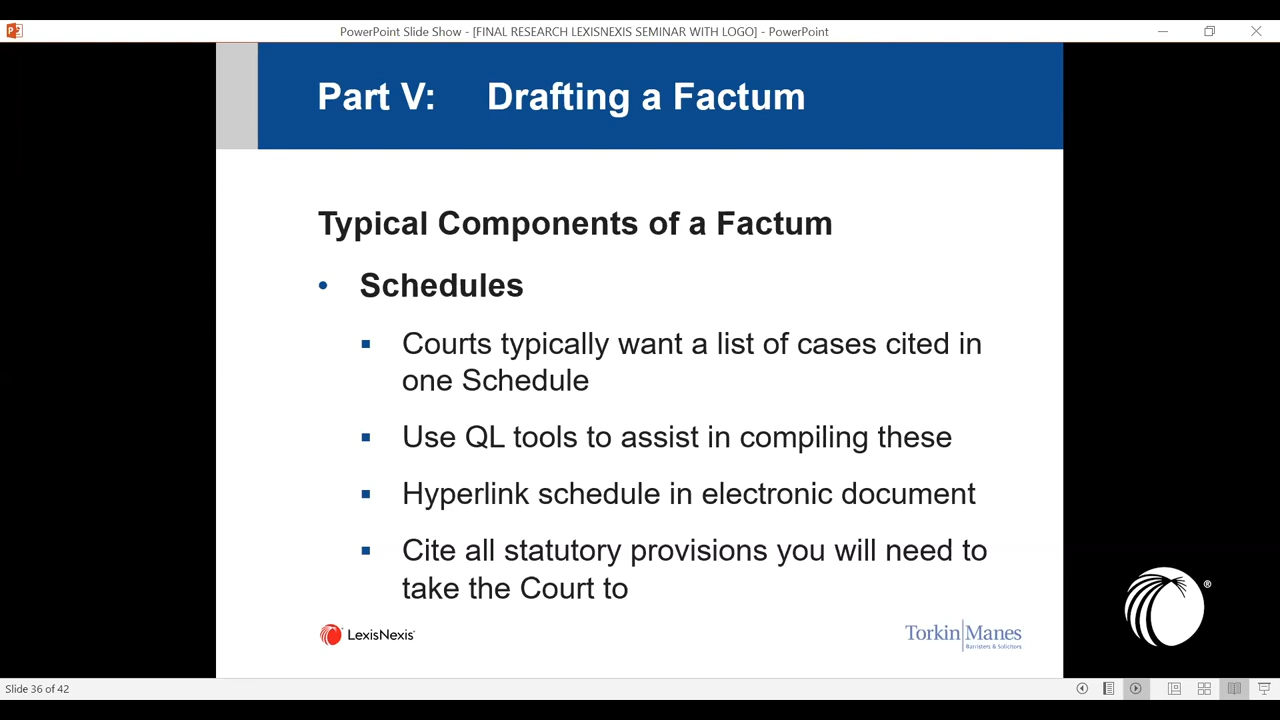 PowerPoint Slide Show - [FINAL RESEARCH LEXISNEXIS SEMINAR WITH LOGO] - PowerPoint
Part V: Drafting a Factum
Typical Components of a Factum
• Schedules
▪ Courts typically want a list of cases cited in
one Schedule
▪ Use QL tools to assist in compiling these
▪ Hyperlink schedule in electronic document
▪ Cite all statutory provisions you will need to
take the Court to
LexisNexis®
Torkin|Manes
Barristers & Solicitors
®
Slide 36 of 42